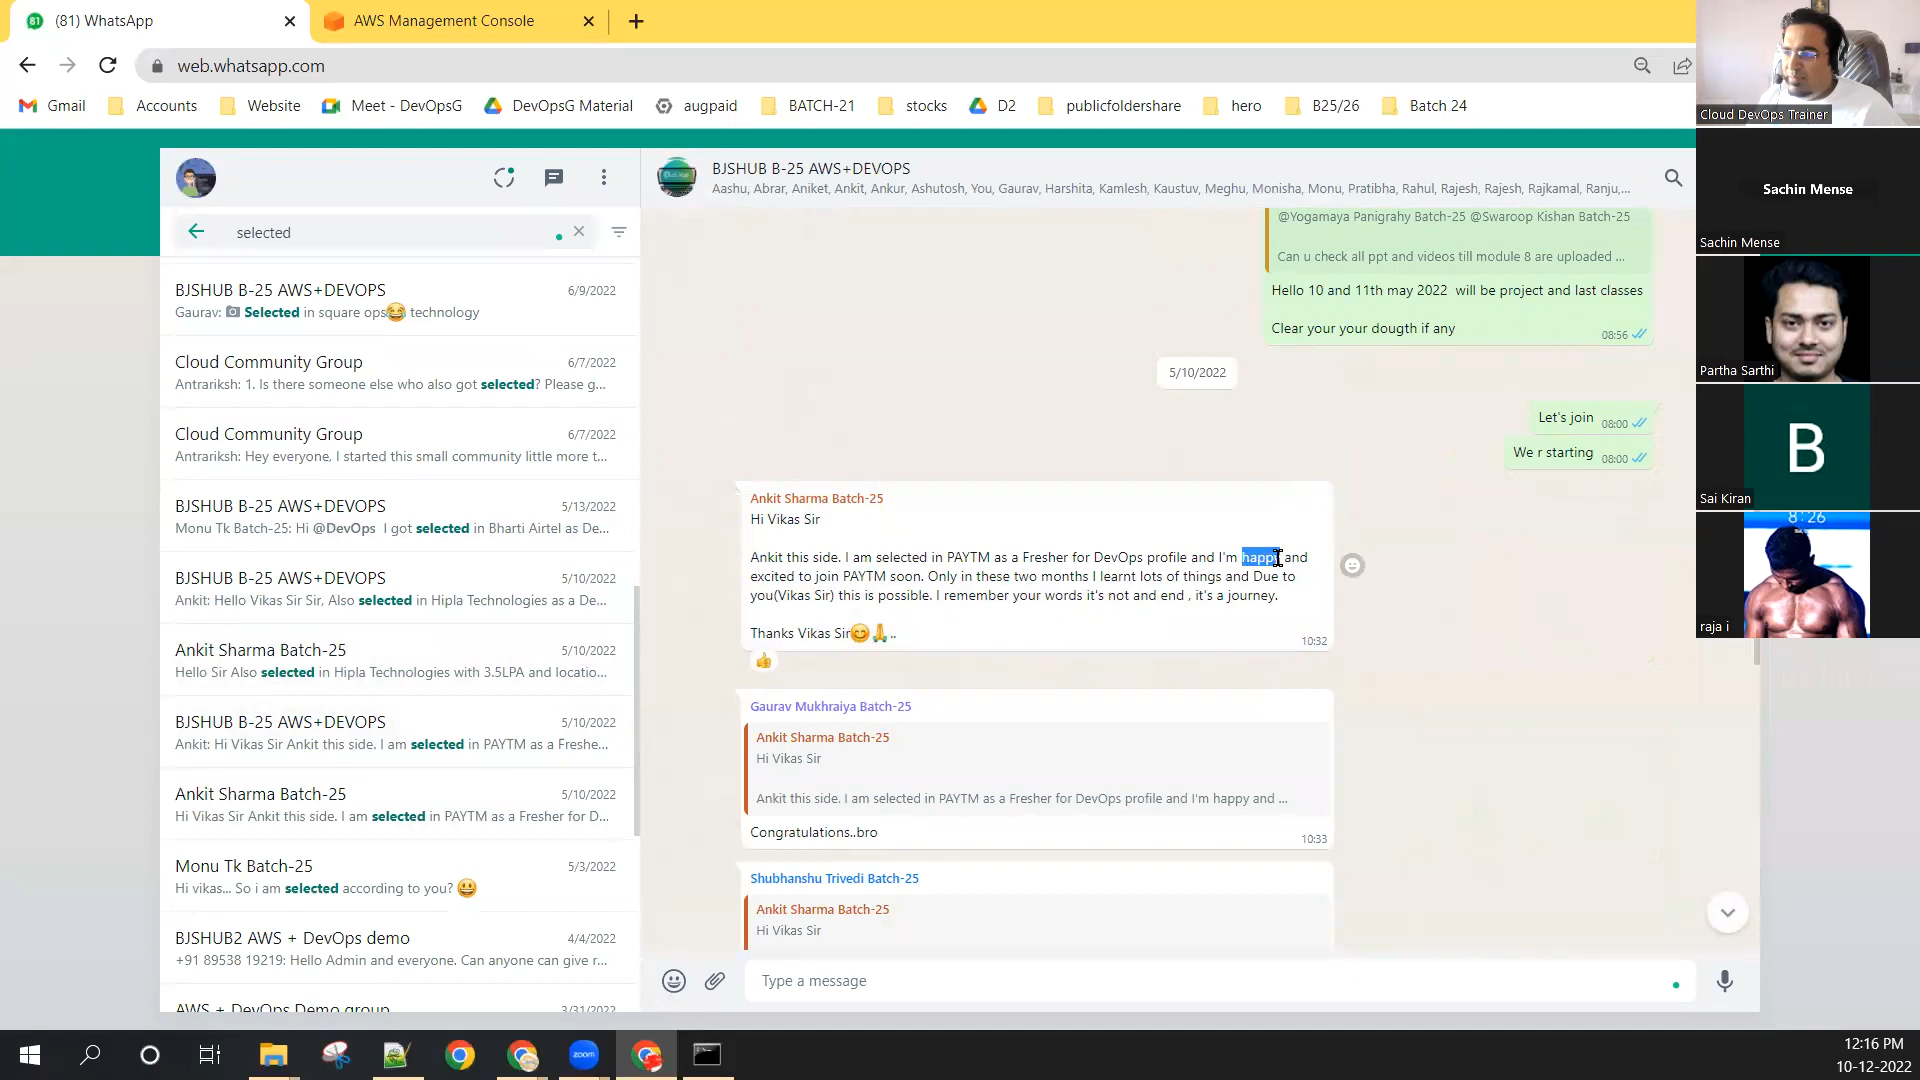 (81) WhatsApp
AWS Management Console
web.whatsapp.com
Gmail
Accounts
Website
Meet - DevOpsG
DevOpsG Material
augpaid
BATCH-21
stocks
D2
publicfoldershare
hero
B25/26
Batch 24
selected
BJSHUB B-25 AWS+DEVOPS 6/9/2022
Gaurav: Selected in square ops😂 technology
Cloud Community Group 6/7/2022
Antrariksh: 1. Is there someone else who also got selected? Please g...
Cloud Community Group 6/7/2022
Antrariksh: Hey everyone, I started this small community little more t...
BJSHUB B-25 AWS+DEVOPS 5/13/2022
Monu Tk Batch-25: Hi @DevOps I got selected in Bharti Airtel as De...
BJSHUB B-25 AWS+DEVOPS 5/10/2022
Ankit: Hello Vikas Sir Sir, Also selected in Hipla Technologies as a De...
Ankit Sharma Batch-25 5/10/2022
Hello Sir Also selected in Hipla Technologies with 3.5LPA and locatio...
BJSHUB B-25 AWS+DEVOPS 5/10/2022
Ankit: Hi Vikas Sir Ankit this side. I am selected in PAYTM as a Freshe...
Ankit Sharma Batch-25 5/10/2022
Hi Vikas Sir Ankit this side. I am selected in PAYTM as a Fresher for D...
Monu Tk Batch-25 5/3/2022
Hi vikas... So i am selected according to you? 😃
BJSHUB2 AWS + DevOps demo 4/4/2022
+91 89538 19219: Hello Admin and everyone. Can anyone can give r...
AWS + DevOps Demo group 3/31/2022
BJSHUB B-25 AWS+DEVOPS
Aashu, Abrar, Aniket, Ankit, Ankur, Ashutosh, You, Gaurav, Harshita, Kamlesh, Kaustuv, Meghu, Monisha, Monu, Pratibha, Rahul, Rajesh, Rajesh, Rajkamal, Ranju,...
@Yogamaya Panigrahy Batch-25 @Swaroop Kishan Batch-25
Can u check all ppt and videos till module 8 are uploaded ...
Hello 10 and 11th may 2022 will be project and last classes
Clear your your dougth if any 08:56
5/10/2022
Let's join 08:00
We r starting 08:00
Ankit Sharma Batch-25
Hi Vikas Sir
Ankit this side. I am selected in PAYTM as a Fresher for DevOps profile and I'm happy and
excited to join PAYTM soon. Only in these two months I learnt lots of things and Due to
you(Vikas Sir) this is possible. I remember your words it's not and end , it's a journey.
Thanks Vikas Sir😊🙏..
10:32
👍
Gaurav Mukhraiya Batch-25
Ankit Sharma Batch-25
Hi Vikas Sir
Ankit this side. I am selected in PAYTM as a Fresher for DevOps profile and I'm happy and ...
Congratulations..bro
10:33
Shubhanshu Trivedi Batch-25
Ankit Sharma Batch-25
Hi Vikas Sir
Type a message
Cloud DevOps Trainer
Sachin Mense
Sachin Mense
Partha Sarthi
B
Sai Kiran
8:26
raja i
zoom
12:16 PM
10-12-2022